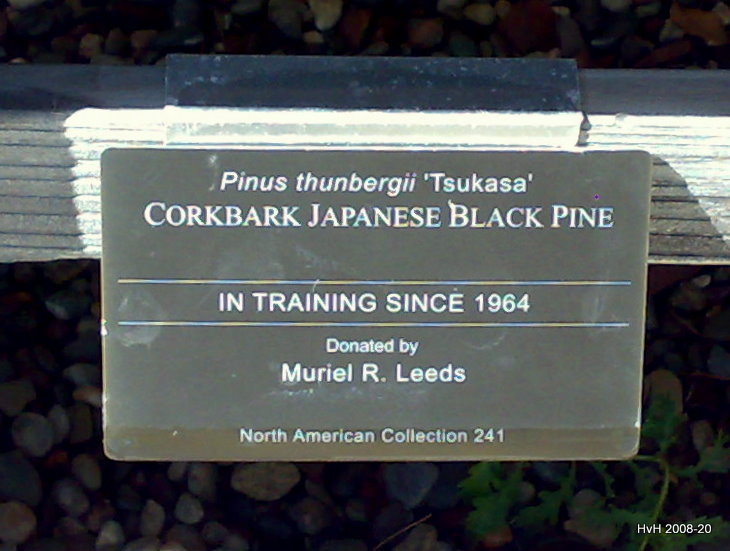 Pinus thunbergii 'Tsukasa'
CORKBARK JAPANESE BLACK PINE
IN TRAINING SINCE 1964
Donated by
Muriel R. Leeds
North American Collection 241
HvH 2008-20